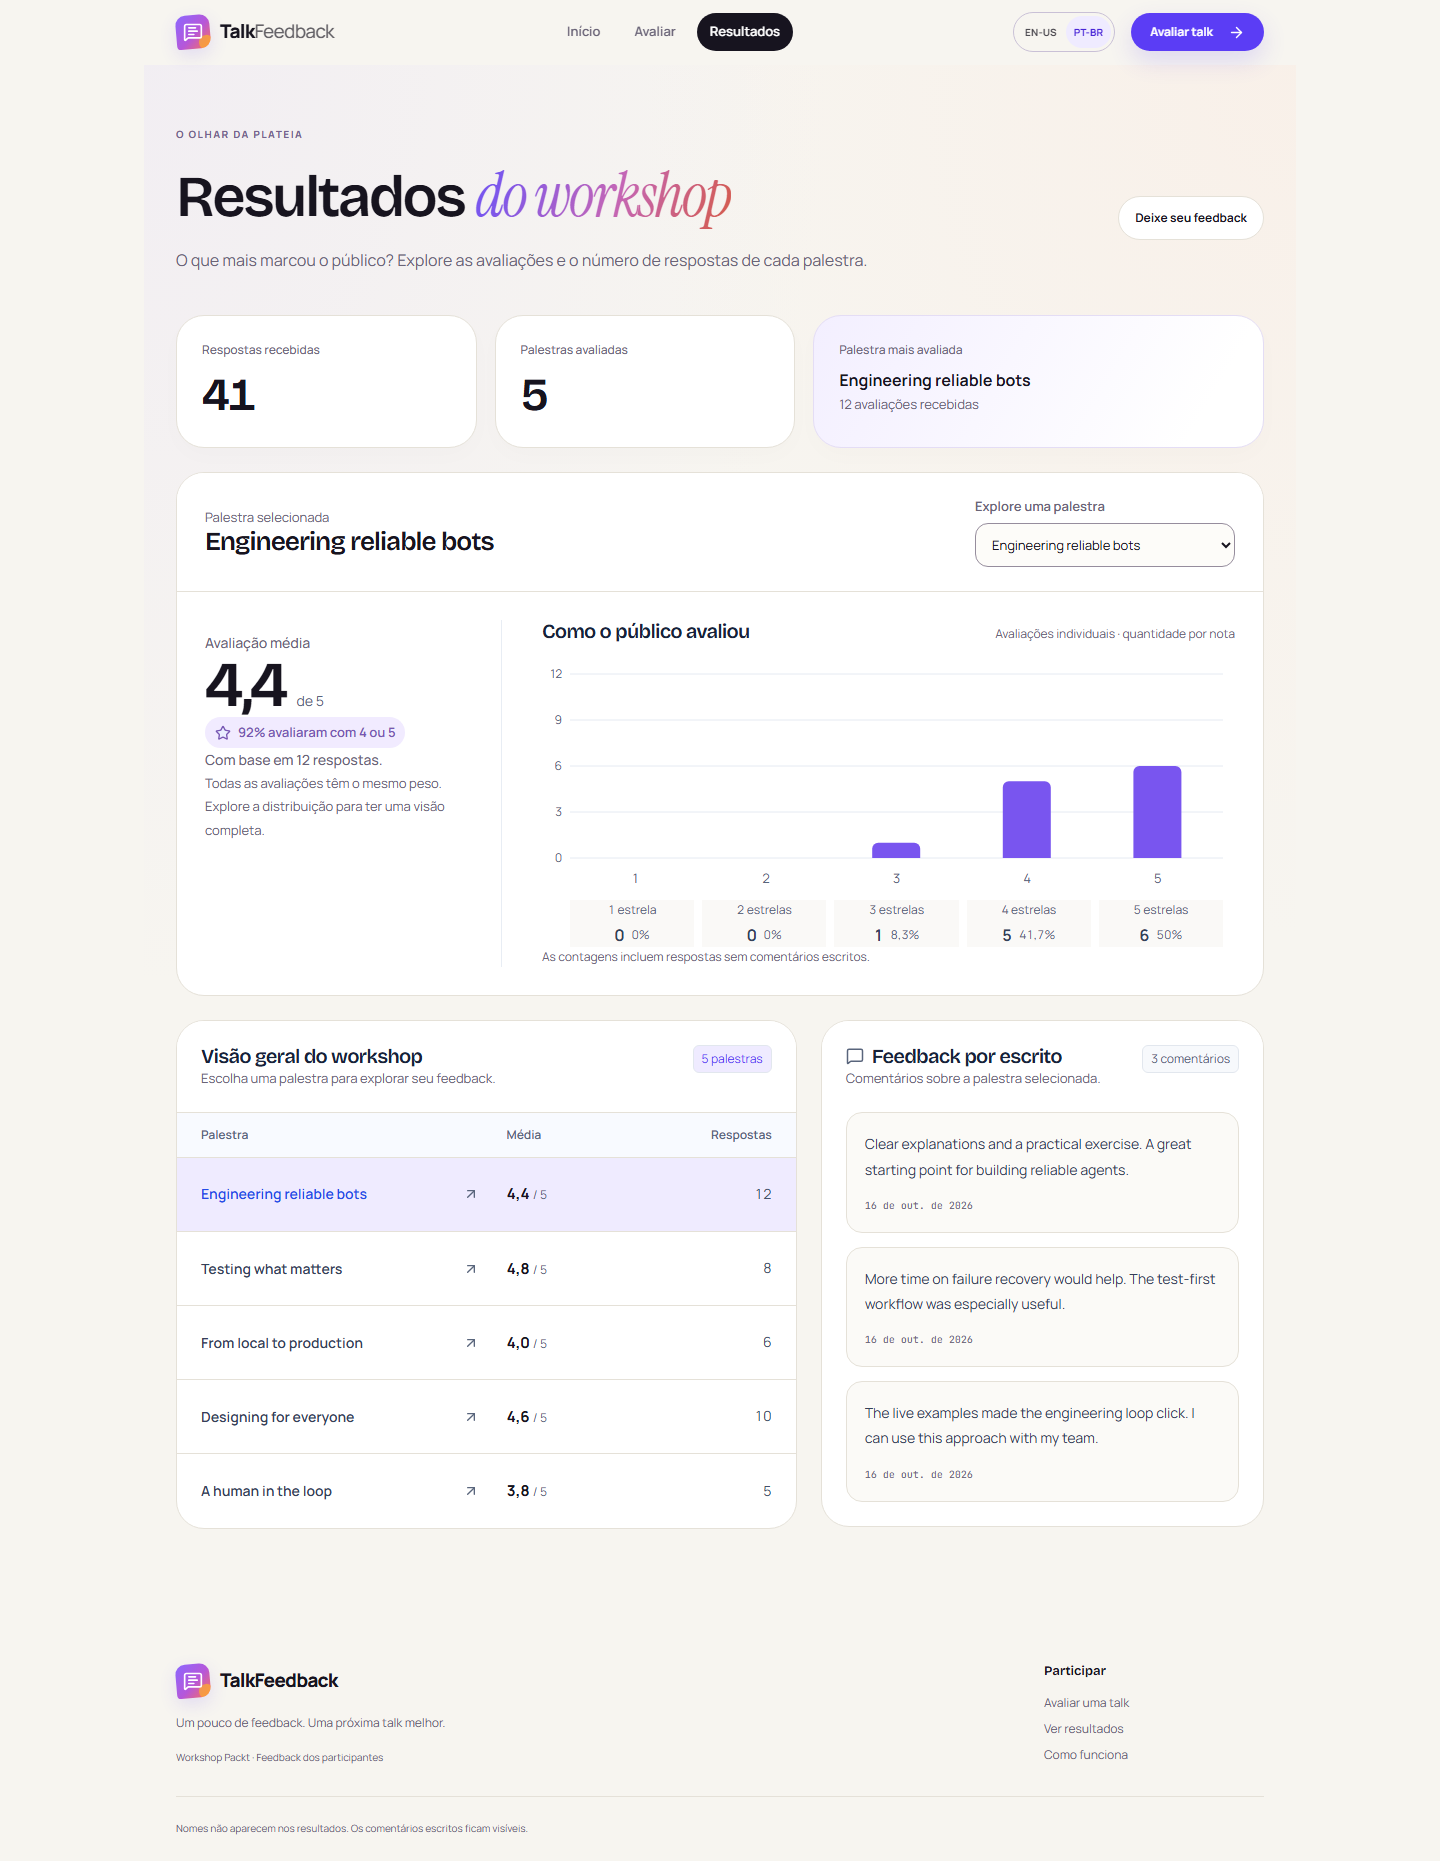 TalkFeedback
Início
Avaliar
Resultados
EN-US
PT-BR
Avaliar talk
O OLHAR DA PLATEIA
Resultados do workshop
Deixe seu feedback
O que mais marcou o público? Explore as avaliações e o número de respostas de cada palestra.
Respostas recebidas
41
Palestras avaliadas
5
Palestra mais avaliada
Engineering reliable bots
12 avaliações recebidas
Palestra selecionada
Engineering reliable bots
Explore uma palestra
Engineering reliable bots
Avaliação média
4,4 de 5
92% avaliaram com 4 ou 5
Com base em 12 respostas.
Todas as avaliações têm o mesmo peso.
Explore a distribuição para ter uma visão
completa.
Como o público avaliou
Avaliações individuais · quantidade por nota
12
9
6
3
0
1 2 3 4 5
1 estrela
0 0%
2 estrelas
0 0%
3 estrelas
1 8,3%
4 estrelas
5 41,7%
5 estrelas
6 50%
As contagens incluem respostas sem comentários escritos.
Visão geral do workshop
5 palestras
Escolha uma palestra para explorar seu feedback.
Palestra Média Respostas
Engineering reliable bots 4,4 / 5 12
Testing what matters 4,8 / 5 8
From local to production 4,0 / 5 6
Designing for everyone 4,6 / 5 10
A human in the loop 3,8 / 5 5
Feedback por escrito
3 comentários
Comentários sobre a palestra selecionada.
Clear explanations and a practical exercise. A great
starting point for building reliable agents.
16 de out. de 2026
More time on failure recovery would help. The test-first
workflow was especially useful.
16 de out. de 2026
The live examples made the engineering loop click. I
can use this approach with my team.
16 de out. de 2026
TalkFeedback
Um pouco de feedback. Uma próxima talk melhor.
Workshop Packt · Feedback dos participantes
Participar
Avaliar uma talk
Ver resultados
Como funciona
Nomes não aparecem nos resultados. Os comentários escritos ficam visíveis.